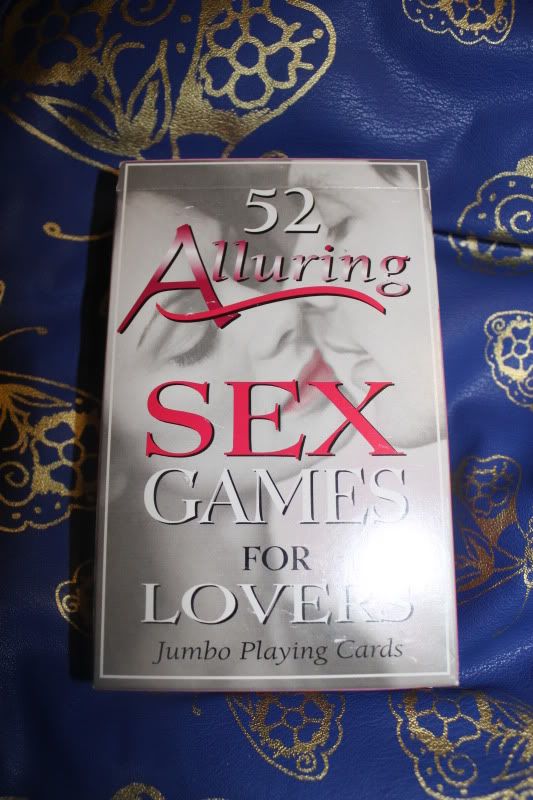 52
Alluring
SEX
GAMES
FOR
LOVERS
Jumbo Playing Cards